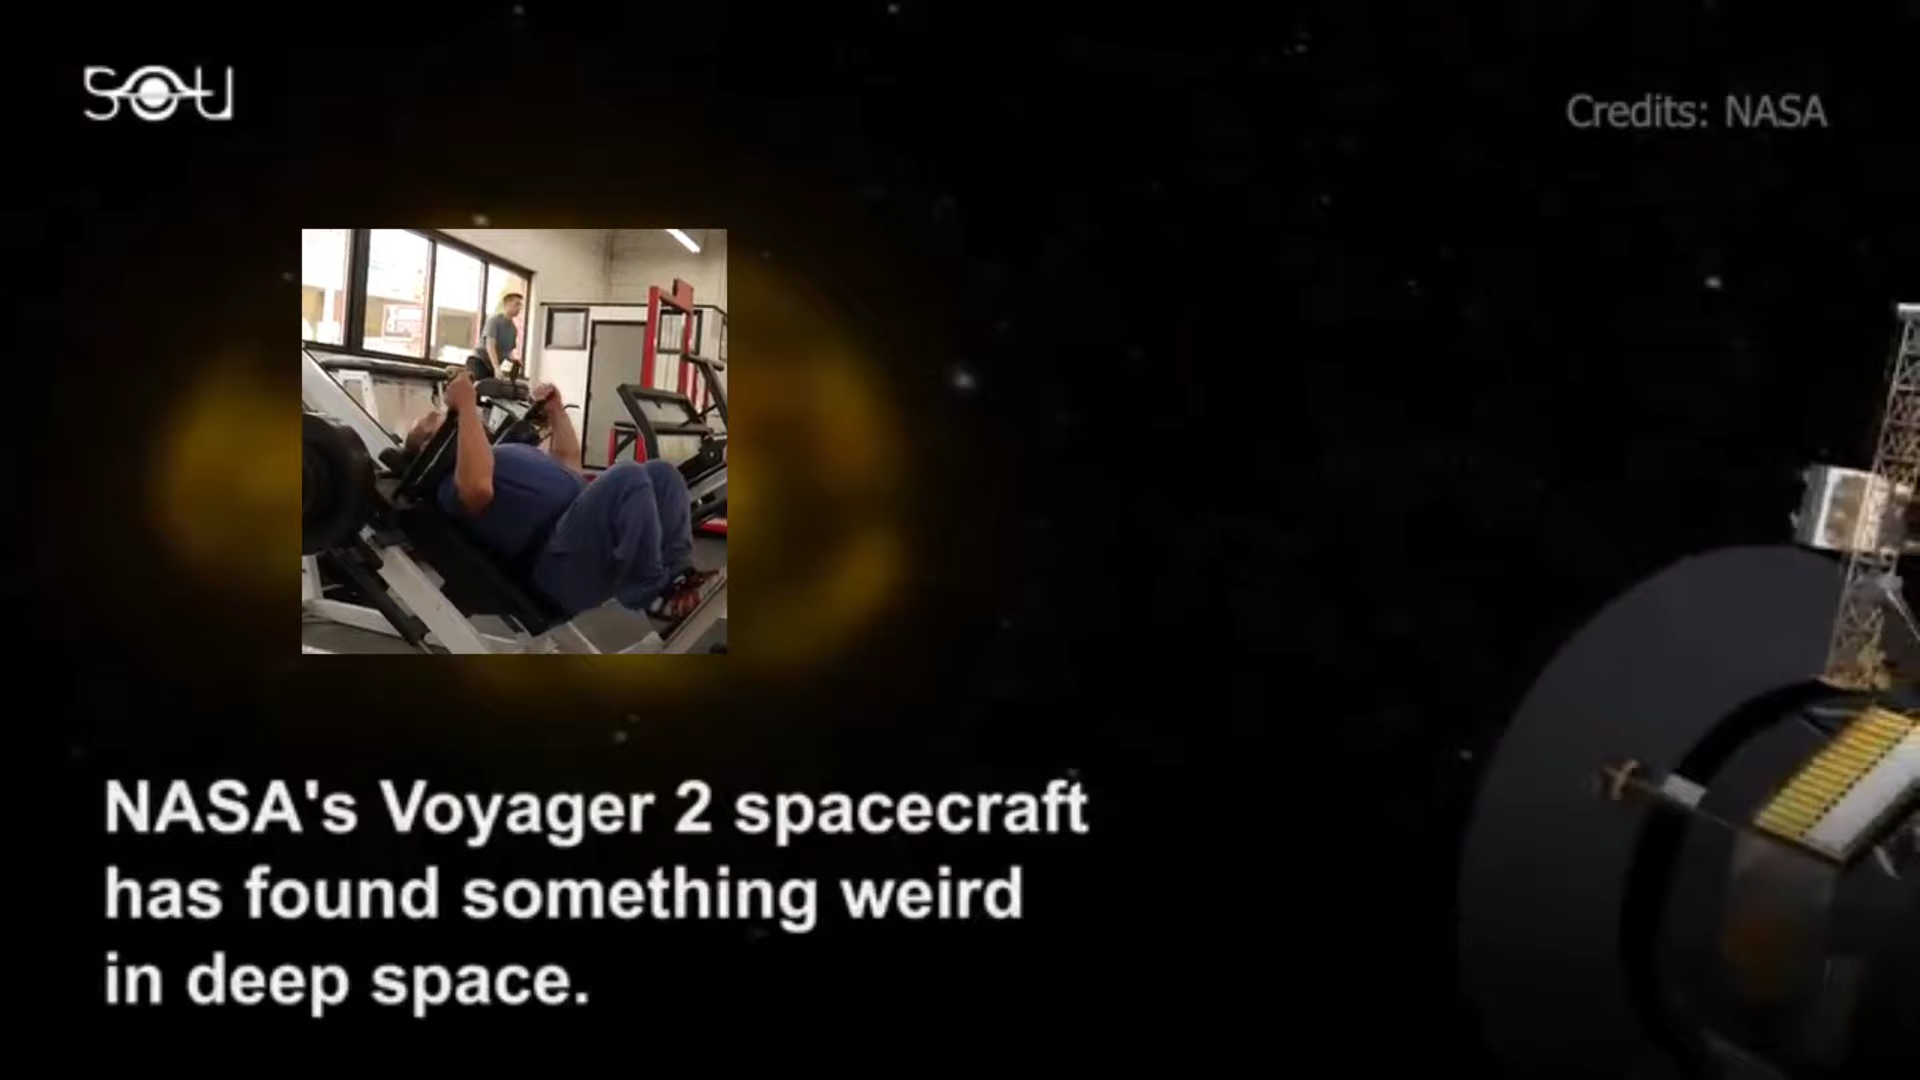 SOU
Credits: NASA
NASA's Voyager 2 spacecraft
has found something weird
in deep space.